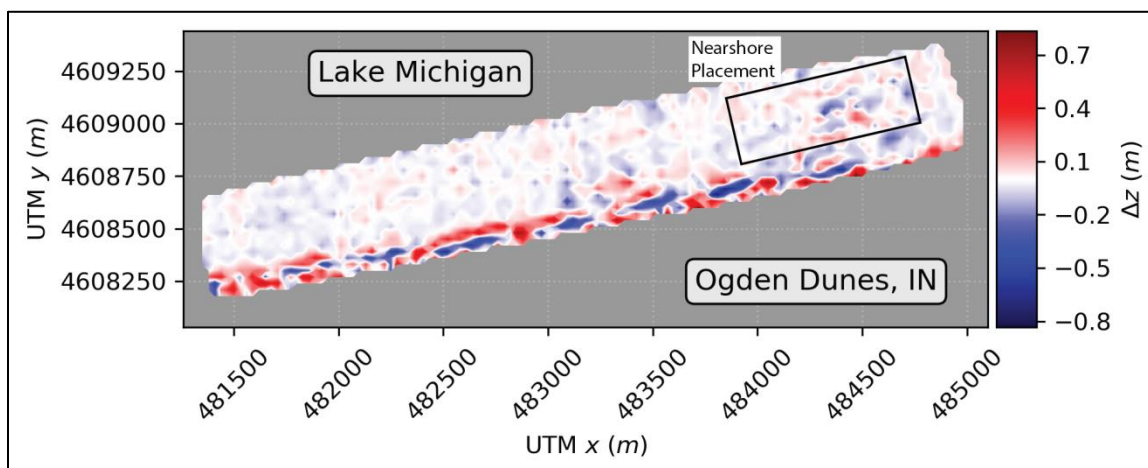 Nearshore
Placement
Lake Michigan
Ogden Dunes, IN
UTM y (m)
4609250
4609000
4608750
4608500
4608250
481500
482000
482500
483000
483500
484000
484500
485000
UTM x (m)
0.7
0.4
0.1
−0.2
−0.5
−0.8
Δz (m)